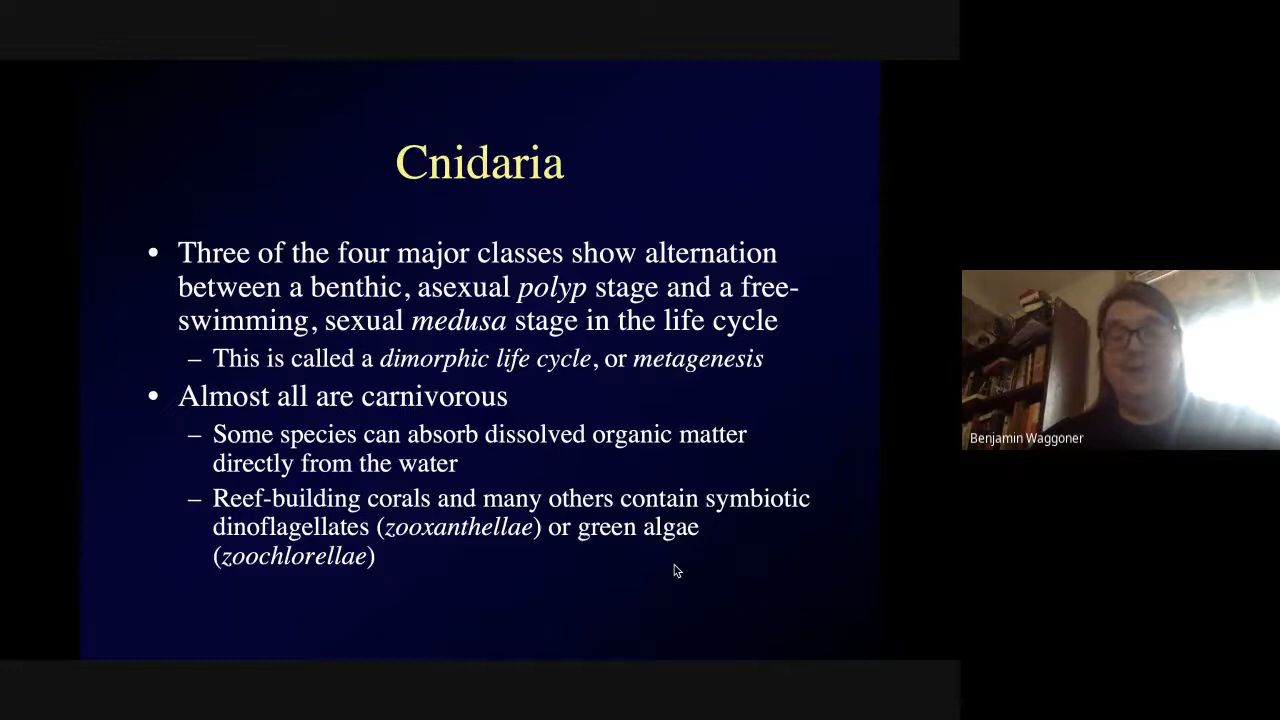 Cnidaria
• Three of the four major classes show alternation
between a benthic, asexual polyp stage and a free-
swimming, sexual medusa stage in the life cycle
– This is called a dimorphic life cycle, or metagenesis
• Almost all are carnivorous
– Some species can absorb dissolved organic matter
directly from the water
– Reef-building corals and many others contain symbiotic
dinoflagellates (zooxanthellae) or green algae
(zoochlorellae)
Benjamin Waggoner